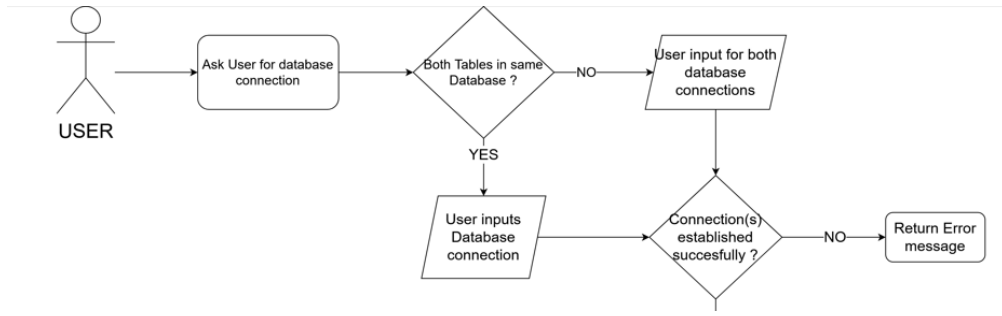 Ask User for database
connection
Both Tables in same
Database ?
NO
User input for both
database
connections
USER
YES
User inputs
Database
connection
Connection(s)
established
succesfully ?
NO
Return Error
message